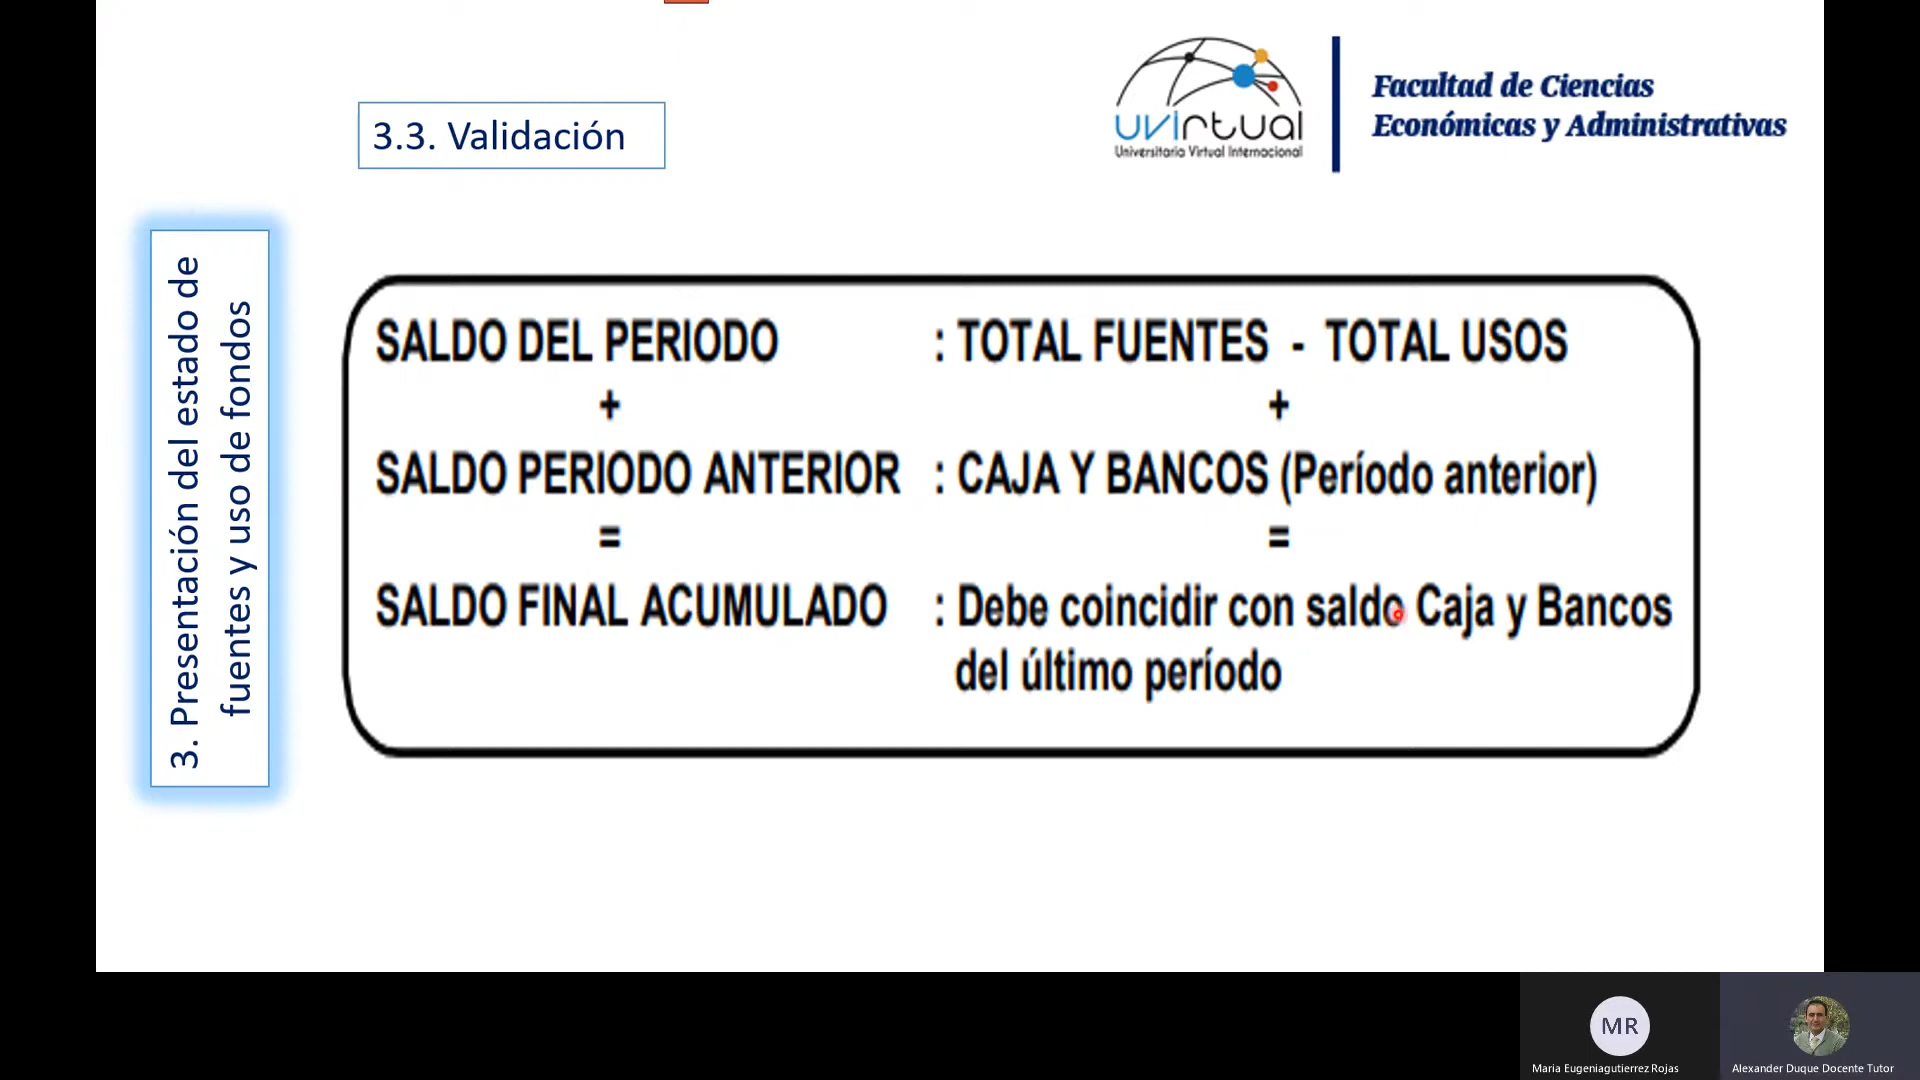 3.3. Validación
uvirtual
Universitaria Virtual Internacional
Facultad de Ciencias
Económicas y Administrativas
3. Presentación del estado de
fuentes y uso de fondos
SALDO DEL PERIODO : TOTAL FUENTES - TOTAL USOS
+ +
SALDO PERIODO ANTERIOR : CAJA Y BANCOS (Período anterior)
= =
SALDO FINAL ACUMULADO : Debe coincidir con saldo Caja y Bancos
del último período
MR
Maria Eugeniagutierrez Rojas
Alexander Duque Docente Tutor